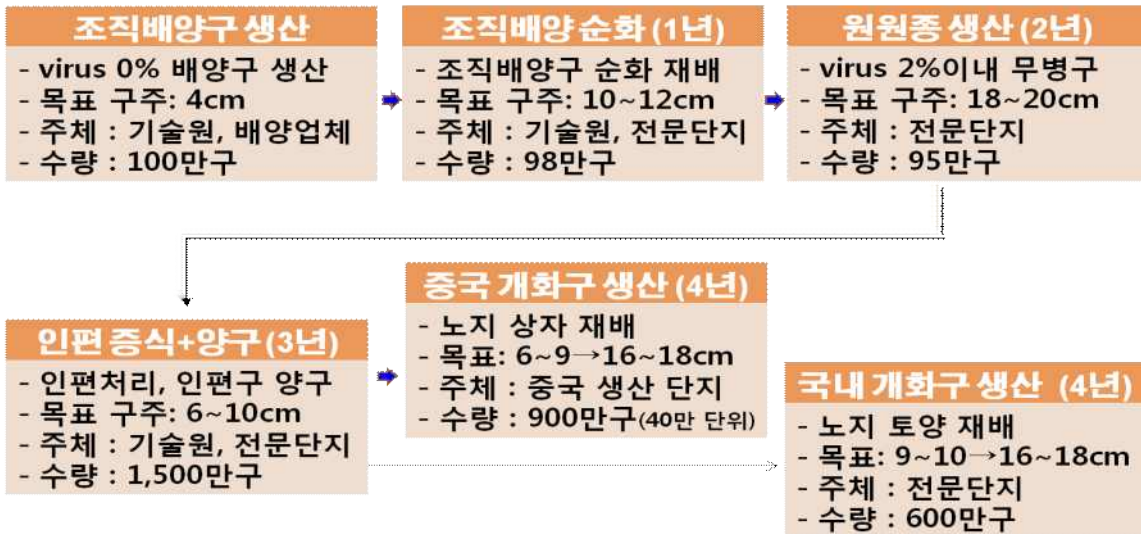 조직배양구 생산
- virus 0% 배양구 생산
- 목표 구주: 4cm
- 주체 : 기술원, 배양업체
- 수량 : 100만구
조직배양 순화 (1년)
- 조직배양구 순화 재배
- 목표 구주: 10~12cm
- 주체 : 기술원, 전문단지
- 수량 : 98만구
원원종 생산 (2년)
- virus 2%이내 무병구
- 목표 구주: 18~20cm
- 주체 : 전문단지
- 수량 : 95만구
인편 증식+양구 (3년)
- 인편처리, 인편구 양구
- 목표 구주: 6~10cm
- 주체 : 기술원, 전문단지
- 수량 : 1,500만구
중국 개화구 생산 (4년)
- 노지 상자 재배
- 목표: 6~9→16~18cm
- 주체 : 중국 생산 단지
- 수량 : 900만구(40만 단위)
국내 개화구 생산 (4년)
- 노지 토양 재배
- 목표: 9~10→16~18cm
- 주체 : 전문단지
- 수량 : 600만구